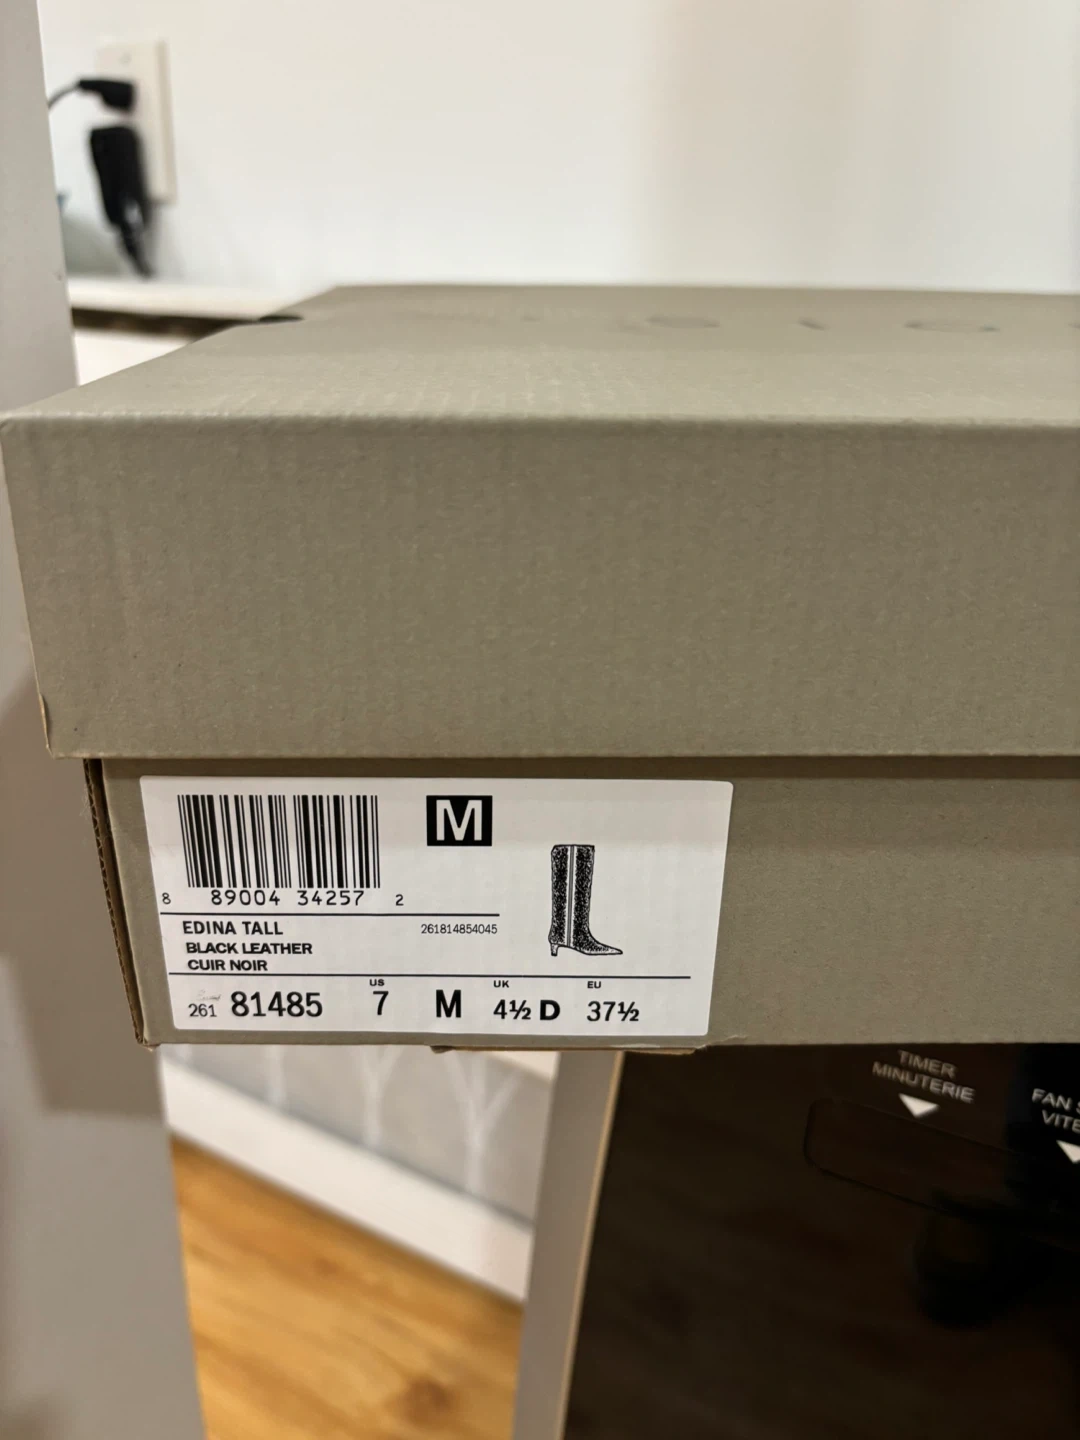 M
8 89004 34257 2
EDINA TALL 261814854045
BLACK LEATHER
CUIR NOIR
US UK EU
261 81485 7 M 4½ D 37½
TIMER
MINUTERIE
FAN